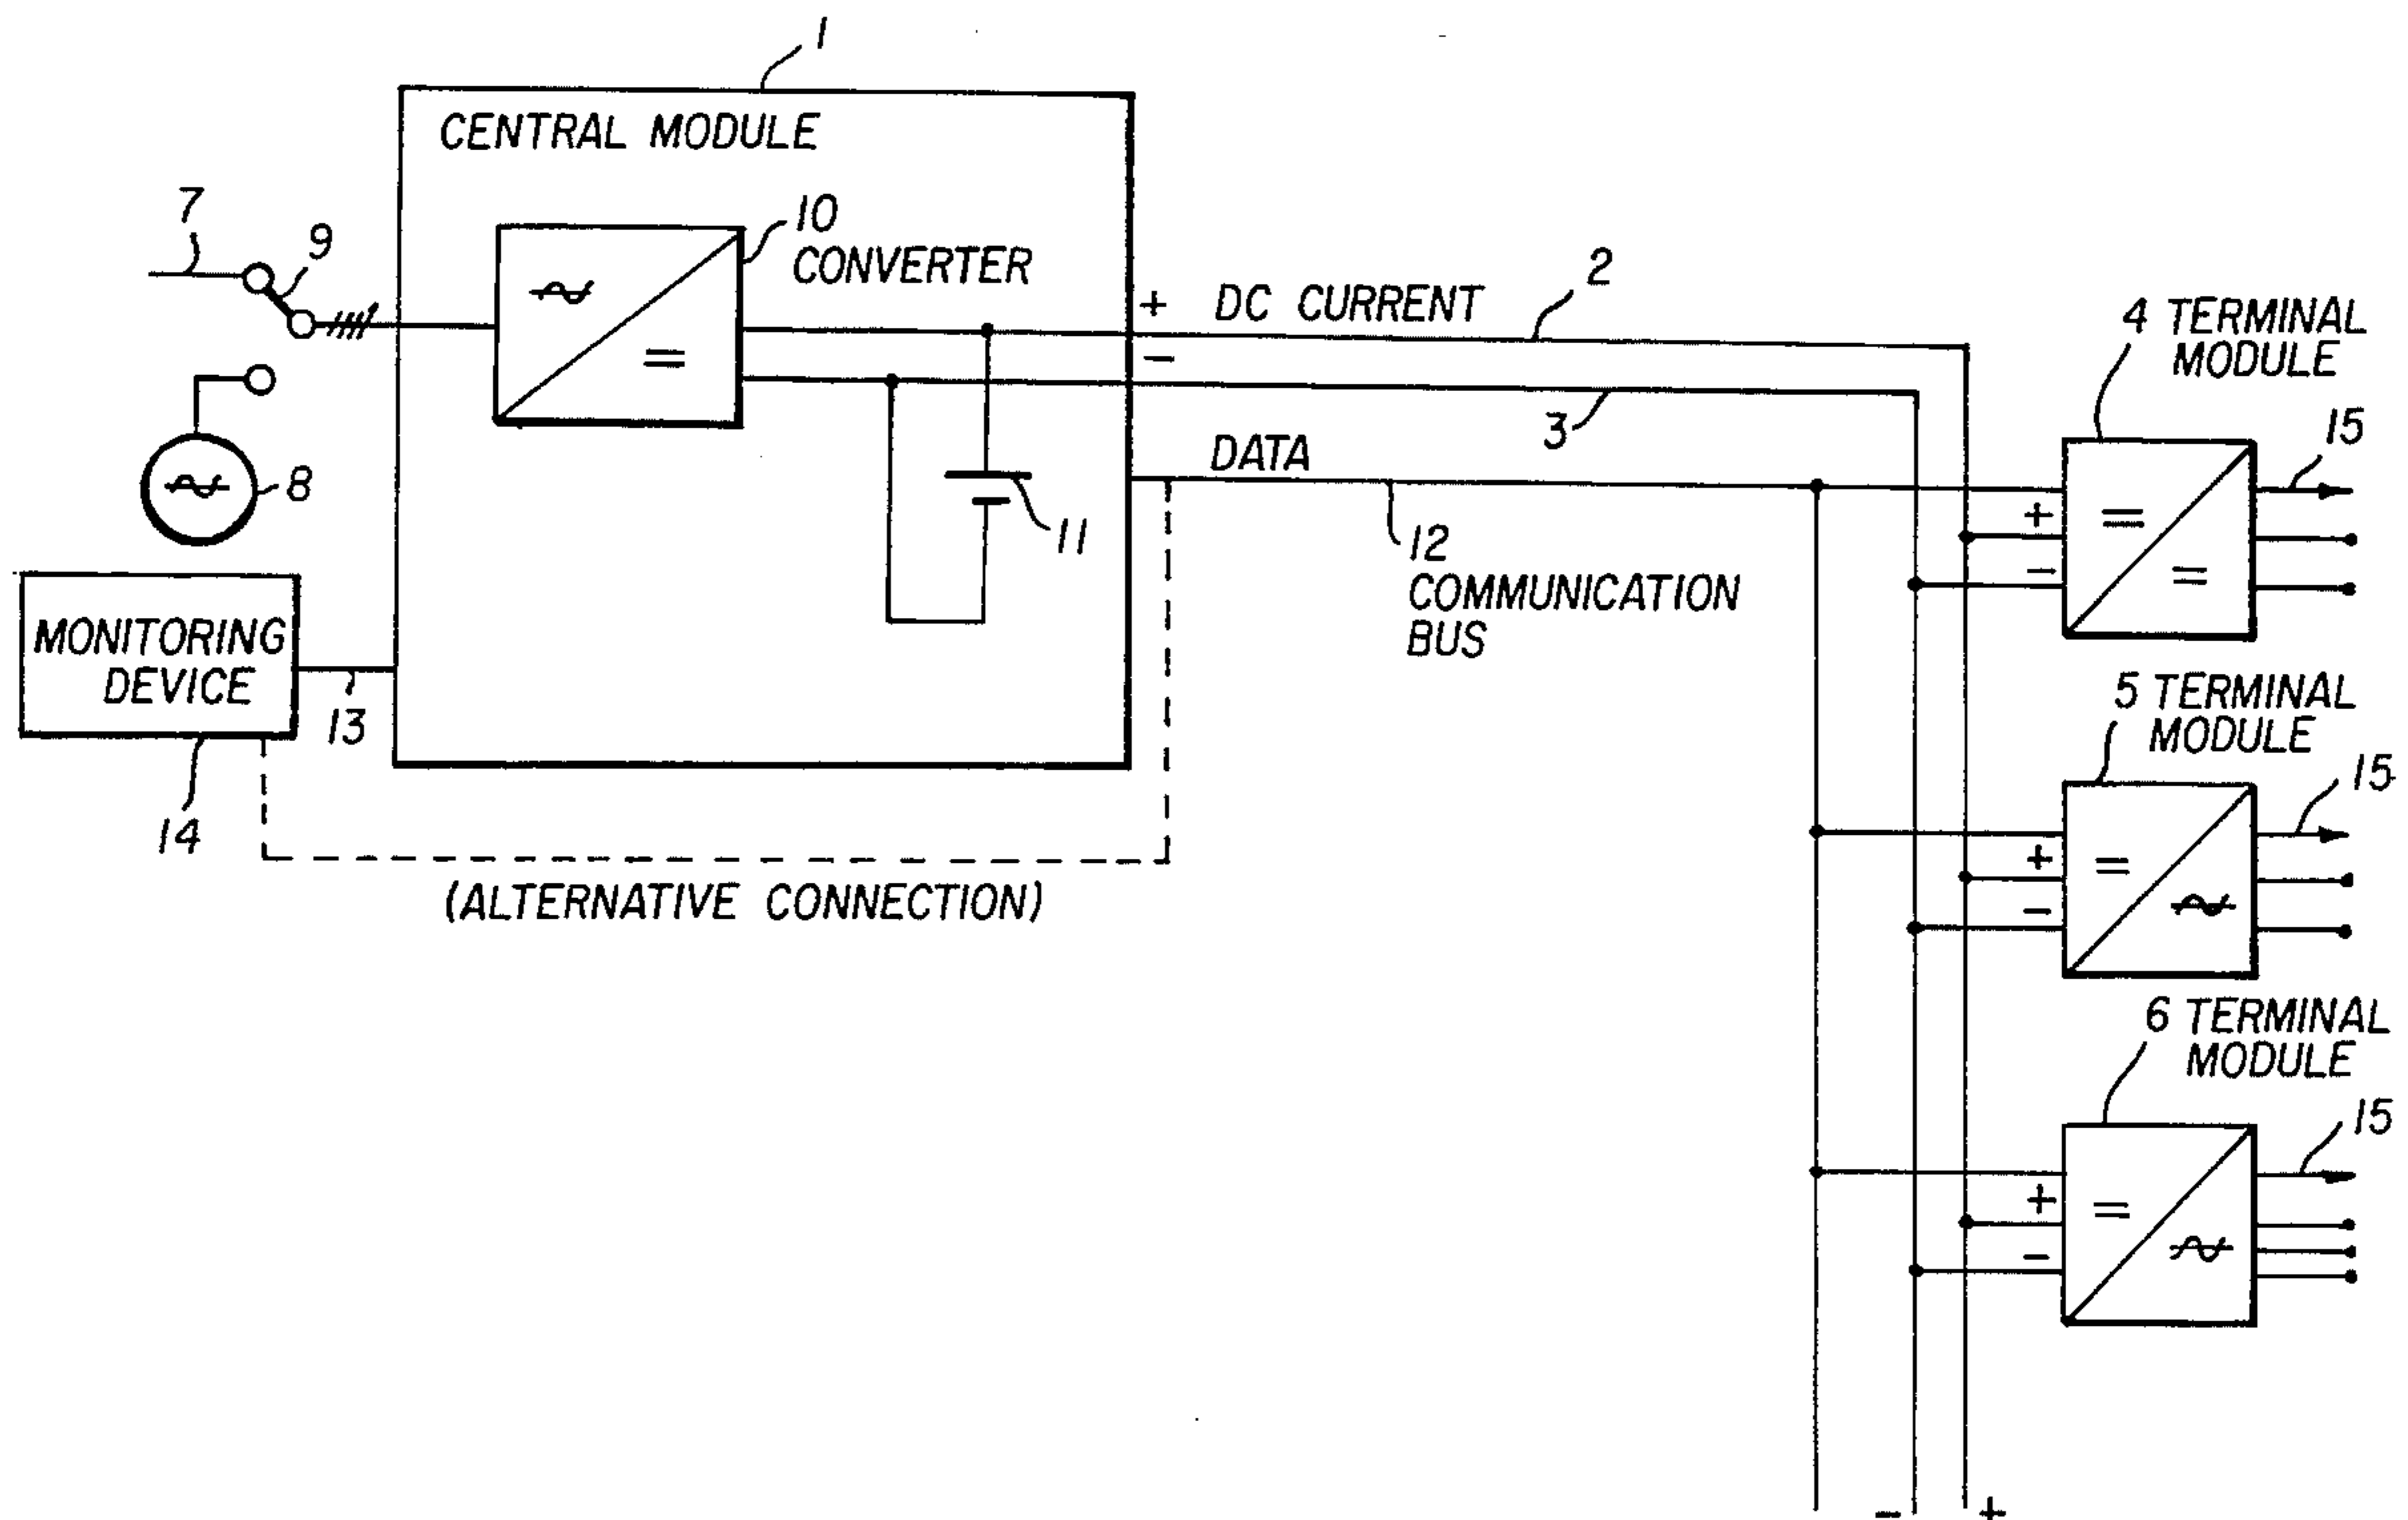 1
CENTRAL MODULE
7
9
10
CONVERTER
+ DC CURRENT
2
-
4 TERMINAL
MODULE
3
15
8
DATA
11
12
COMMUNICATION
BUS
+
-
= =
=
MONITORING
DEVICE
13
14
5 TERMINAL
MODULE
15
+
-
=
(ALTERNATIVE CONNECTION)
6 TERMINAL
MODULE
15
+
-
=
- +